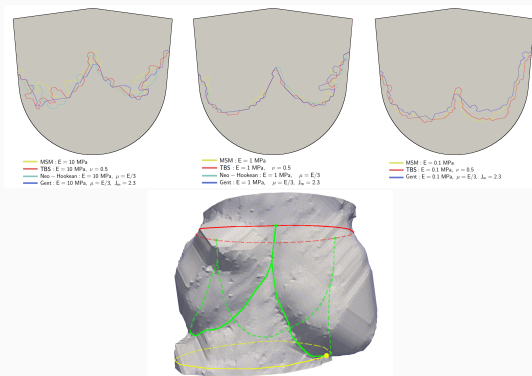 MSM : E = 10 MPa
TBS : E = 10 MPa, ν = 0.5
Neo − Hookean : E = 10 MPa, μ = E/3
Gent : E = 10 MPa, μ = E/3, Jₘ = 2.3
MSM : E = 1 MPa
TBS : E = 1 MPa, ν = 0.5
Neo − Hookean : E = 1 MPa, μ = E/3
Gent : E = 1 MPa, μ = E/3, Jₘ = 2.3
MSM : E = 0.1 MPa
TBS : E = 0.1 MPa, ν = 0.5
Gent : E = 0.1 MPa, μ = E/3, Jₘ = 2.3